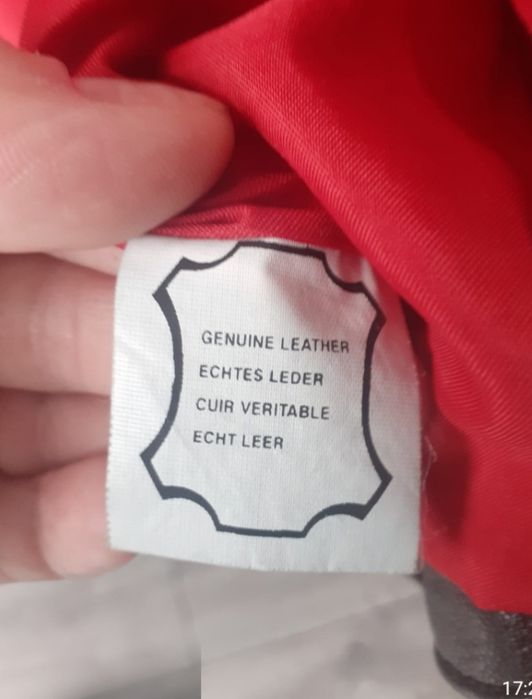 GENUINE LEATHER
ECHTES LEDER
CUIR VERITABLE
ECHT LEER